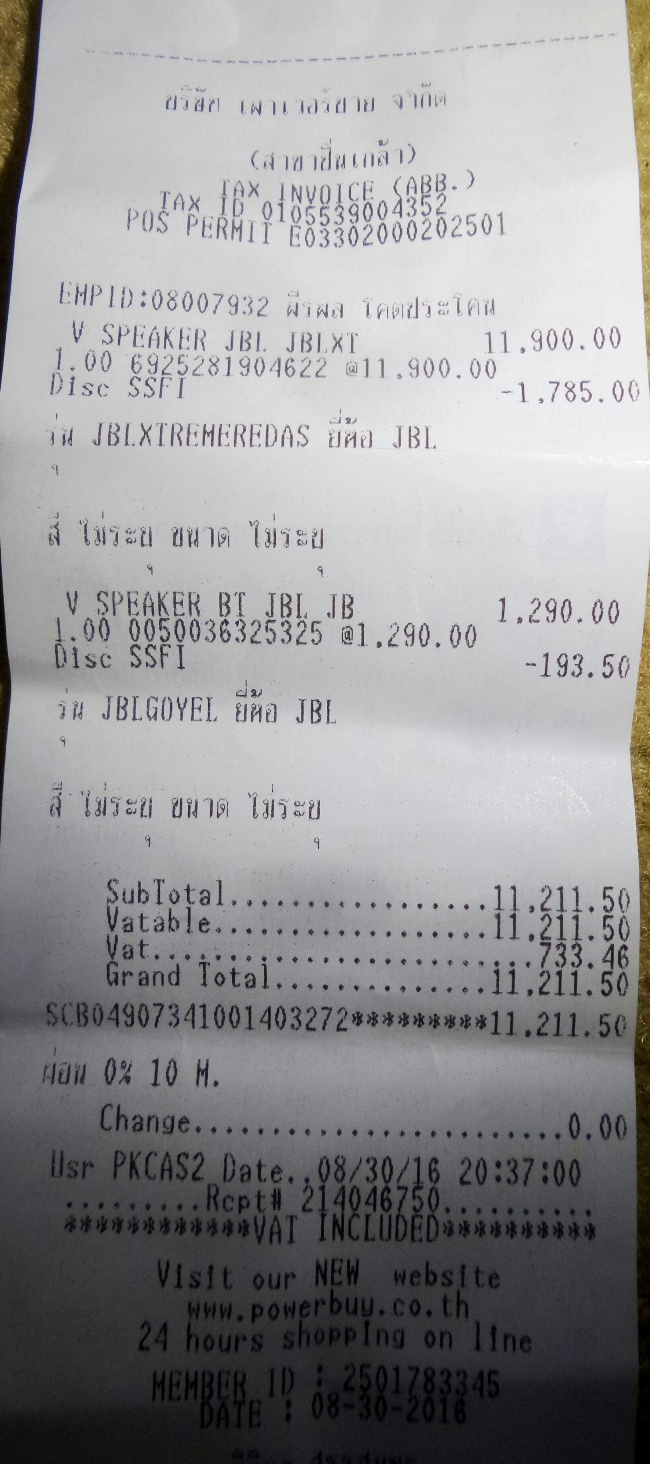 บริษัท เพาเวอร์บาย จำกัด
(สาขาปิ่นเกล้า)
TAX INVOICE (ABB.)
TAX ID 0105539004352
POS PERMIT E03302000202501
EMPID:08007932 พีรพล โคตประโคน
V SPEAKER JBL JBLXT 11,900.00
1.00 6925281904622 @11,900.00
Disc SSFI -1,785.00
รุ่น JBLXTREMEREDAS ยี่ห้อ JBL
สี ไม่ระบุ ขนาด ไม่ระบุ
V SPEAKER BT JBL JB 1,290.00
1.00 0050036325325 @1,290.00
Disc SSFI -193.50
รุ่น JBLGOYEL ยี่ห้อ JBL
สี ไม่ระบุ ขนาด ไม่ระบุ
SubTotal.................11,211.50
Vatable..................11,211.50
Vat.........................733.46
Grand Total..............11,211.50
SCB04907341001403272*********11,211.50
ผ่อน 0% 10 M.
Change........................0.00
Usr PKCAS2 Date..08/30/16 20:37:00
.........Rcpt# 214046750..........
************VAT INCLUDED**********
Visit our NEW website
www.powerbuy.co.th
24 hours shopping on line
MEMBER ID : 2501783345
DATE : 08-30-2016